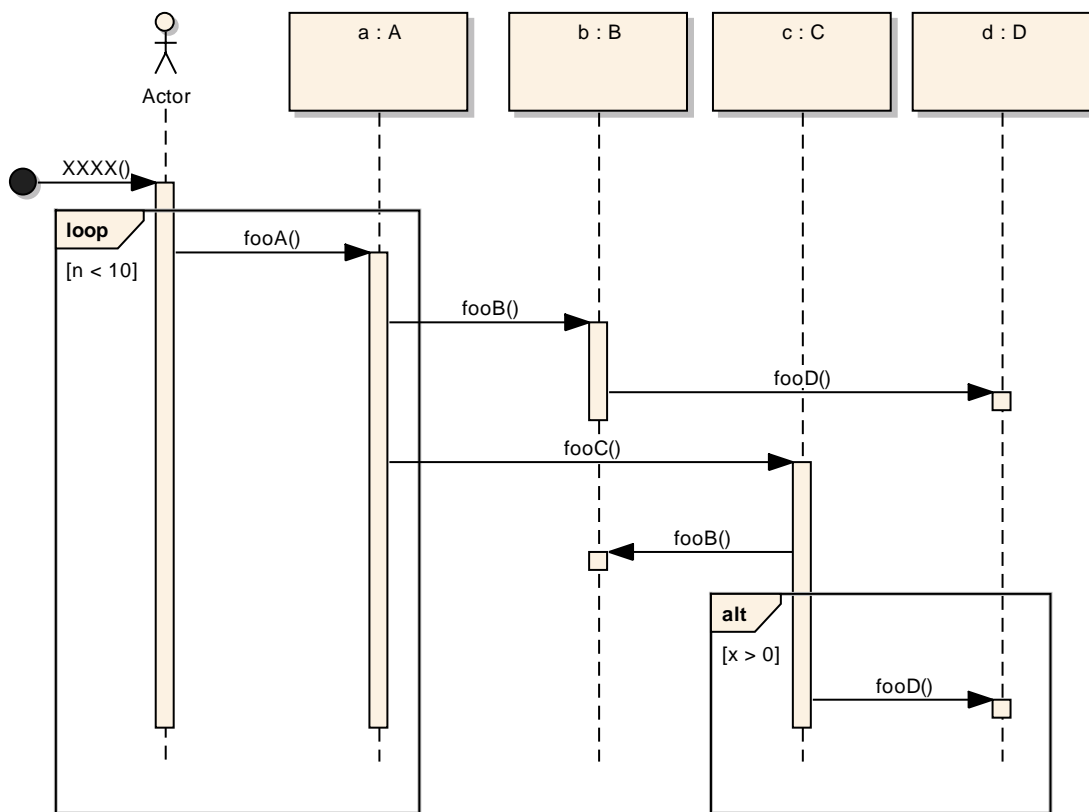 a : A
b : B
c : C
d : D
Actor
XXXX()
loop
fooA()
[n < 10]
fooB()
fooD()
fooC()
fooB()
alt
[x > 0]
fooD()